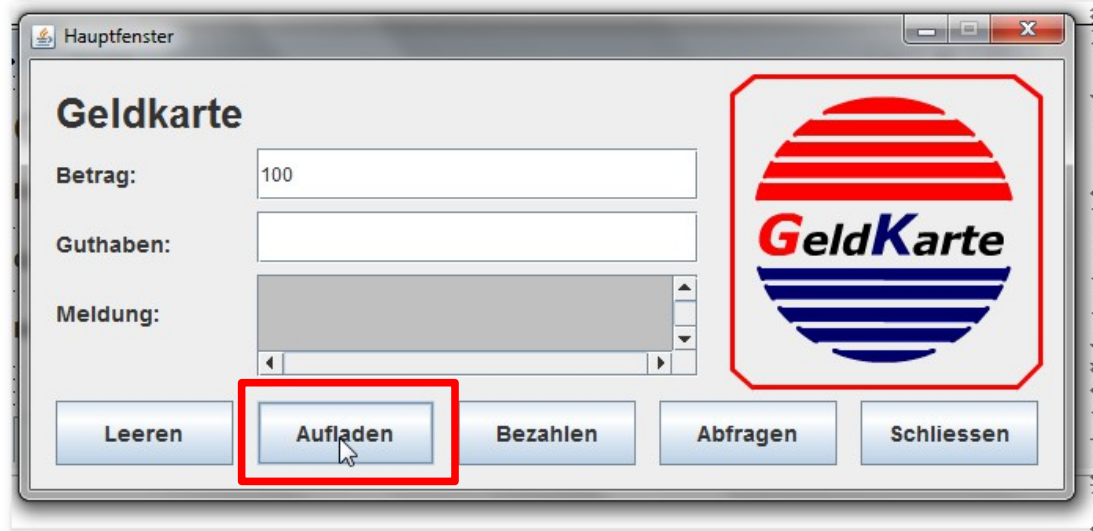 Hauptfenster
Geldkarte
Betrag: 100
GeldKarte
Guthaben:
Meldung:
Leeren Aufladen Bezahlen Abfragen Schliessen